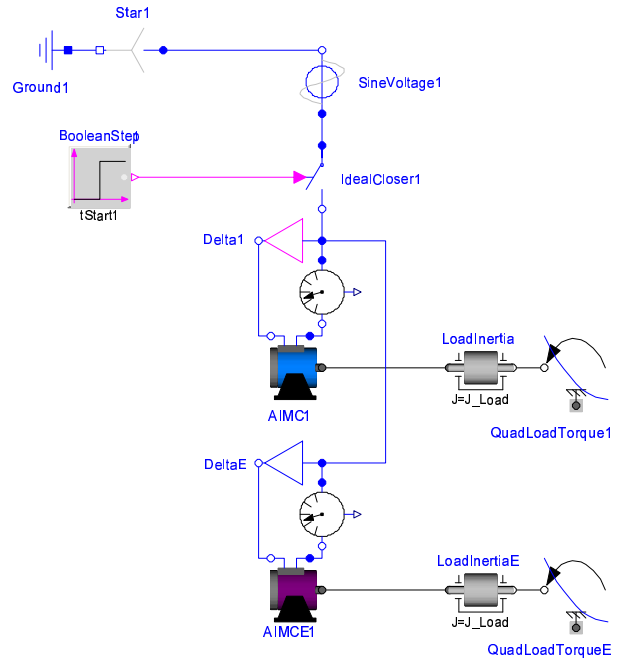 Star1
Ground1
SineVoltage1
BooleanStep
IdealCloser1
tStart1
Delta1
LoadInertia
J=J_Load
AIMC1
QuadLoadTorque1
DeltaE
LoadInertiaE
J=J_Load
AIMCE1
QuadLoadTorqueE